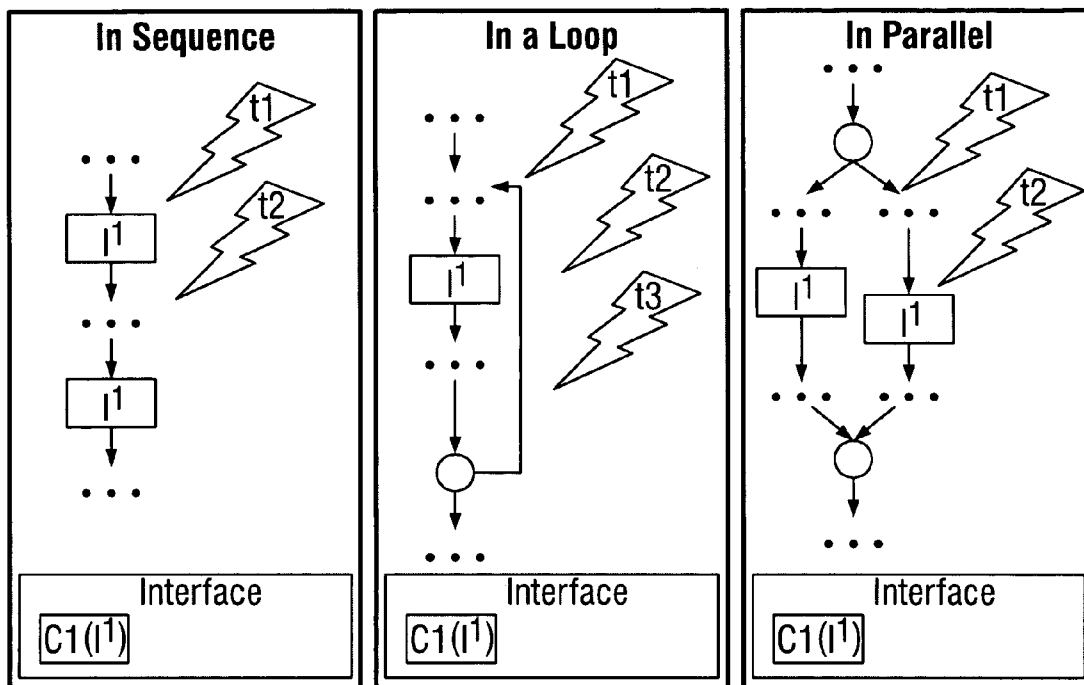 In Sequence
t1
t2
• • •
I¹
• • •
I¹
• • •
Interface
C1(I¹)
In a Loop
t1
• • •
t2
• • •
I¹
t3
• • •
• • •
Interface
C1(I¹)
In Parallel
• • •
t1
t2
• • • • • •
I¹
I¹
• • • • • •
• • •
Interface
C1(I¹)